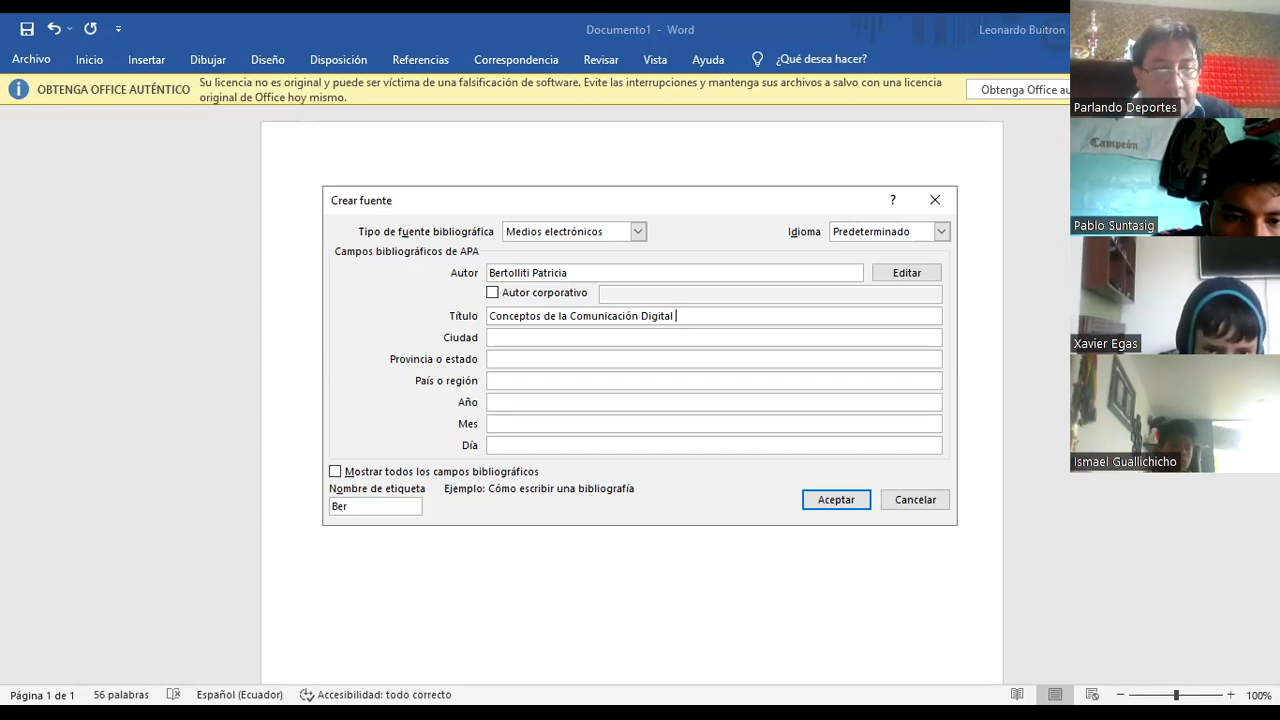 Documento1 - Word
Leonardo Buitron
Archivo Inicio Insertar Dibujar Diseño Disposición Referencias Correspondencia Revisar Vista Ayuda ¿Qué desea hacer?
OBTENGA OFFICE AUTÉNTICO
Su licencia no es original y puede ser víctima de una falsificación de software. Evite las interrupciones y mantenga sus archivos a salvo con una licencia
original de Office hoy mismo.
Obtenga Office au
Crear fuente
Tipo de fuente bibliográfica Medios electrónicos Idioma Predeterminado
Campos bibliográficos de APA
Autor Bertolliti Patricia Editar
Autor corporativo
Título Conceptos de la Comunicación Digital
Ciudad
Provincia o estado
País o región
Año
Mes
Día
Mostrar todos los campos bibliográficos
Nombre de etiqueta Ejemplo: Cómo escribir una bibliografía
Ber
Aceptar Cancelar
Página 1 de 1 56 palabras Español (Ecuador) Accesibilidad: todo correcto 100%
Parlando Deportes
Campeón
Pablo Suntasig
Xavier Egas
Ismael Guallichicho